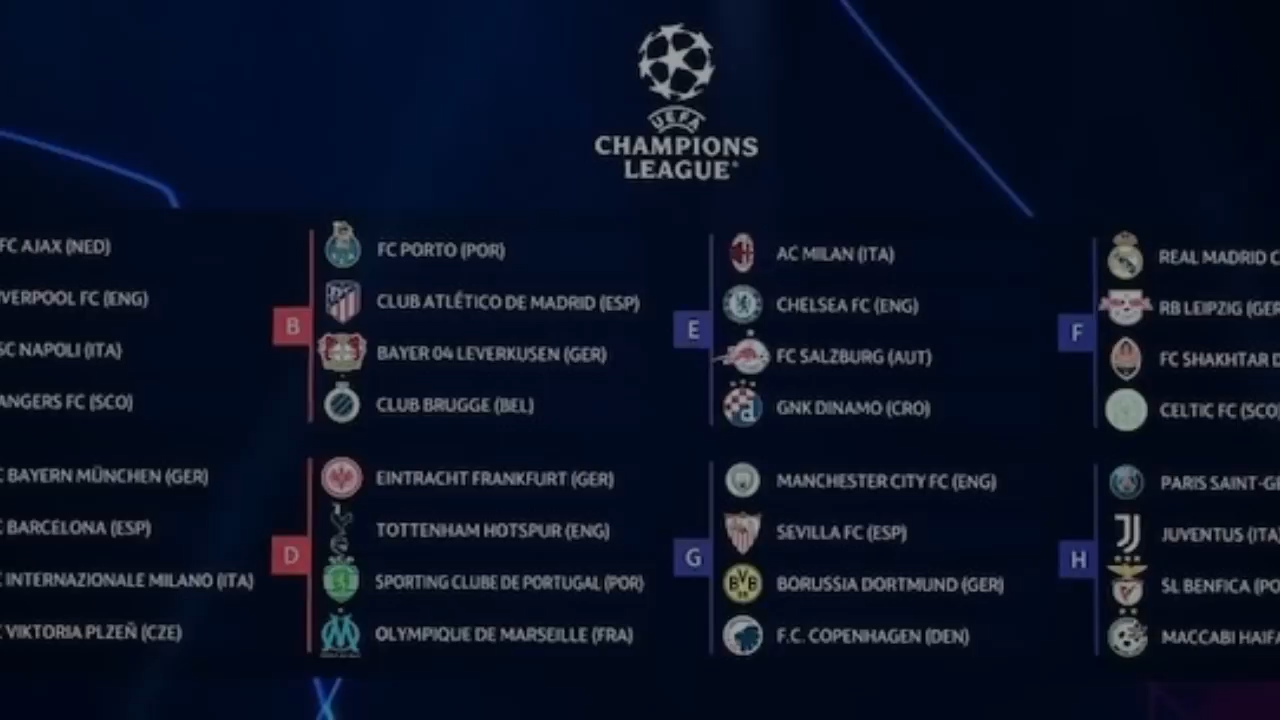 UEFA
CHAMPIONS
LEAGUE
FC AJAX (NED)
VERPOOL FC (ENG)
SC NAPOLI (ITA)
ANGERS FC (SCO)
B
FC PORTO (POR)
CLUB ATLÉTICO DE MADRID (ESP)
BAYER 04 LEVERKUSEN (GER)
CLUB BRUGGE (BEL)
E
AC MILAN (ITA)
CHELSEA FC (ENG)
FC SALZBURG (AUT)
GNK DINAMO (CRO)
F
REAL MADRID C
RB LEIPZIG (GER
FC SHAKHTAR D
CELTIC FC (SCO)
C BAYERN MÜNCHEN (GER)
C BARCELONA (ESP)
C INTERNAZIONALE MILANO (ITA)
C VIKTORIA PLZEŇ (CZE)
D
EINTRACHT FRANKFURT (GER)
TOTTENHAM HOTSPUR (ENG)
SPORTING CLUBE DE PORTUGAL (POR)
OLYMPIQUE DE MARSEILLE (FRA)
G
MANCHESTER CITY FC (ENG)
SEVILLA FC (ESP)
BORUSSIA DORTMUND (GER)
F.C. COPENHAGEN (DEN)
H
PARIS SAINT-GE
JUVENTUS (ITA)
SL BENFICA (PO
MACCABI HAIFA